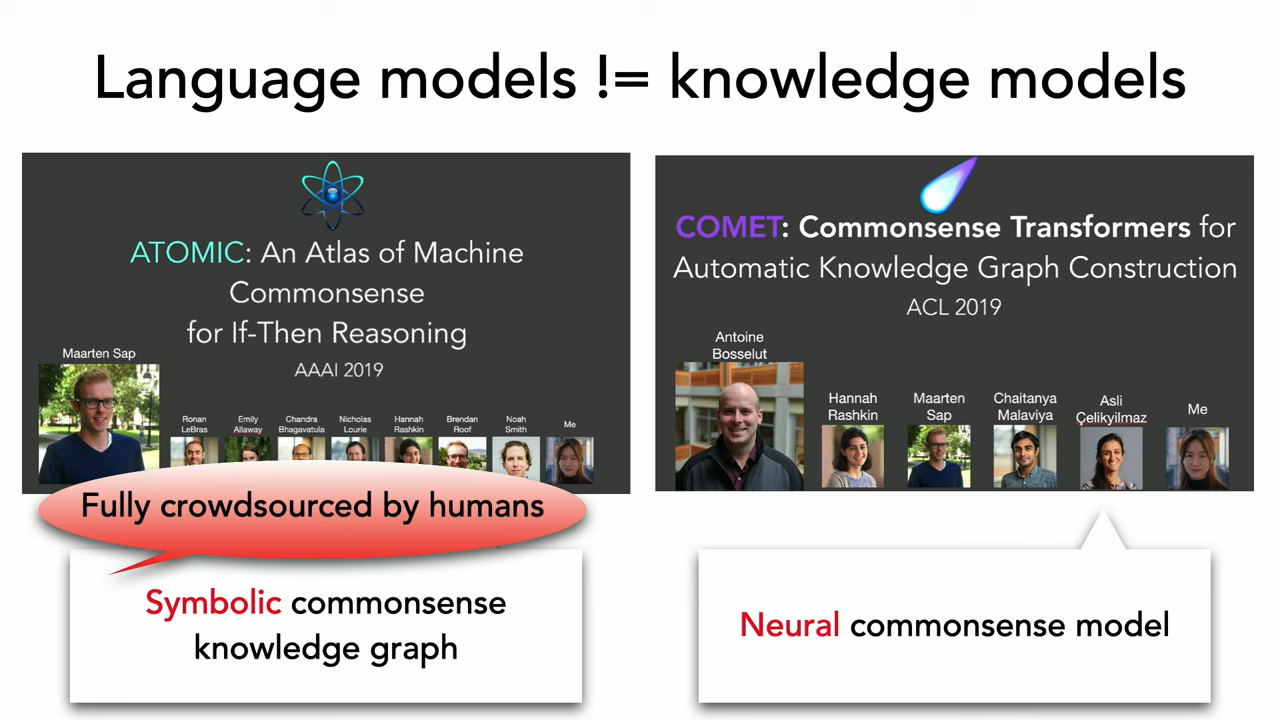 Language models != knowledge models
ATOMIC: An Atlas of Machine
Commonsense
for If-Then Reasoning
AAAI 2019
Maarten Sap
Ronan
LeBras
Emily
Allaway
Chandra
Bhagavatula
Nicholas
Lourie
Hannah
Rashkin
Brendan
Roof
Noah
Smith
Me
Fully crowdsourced by humans
Symbolic commonsense
knowledge graph
COMET: Commonsense Transformers for
Automatic Knowledge Graph Construction
ACL 2019
Antoine
Bosselut
Hannah
Rashkin
Maarten
Sap
Chaitanya
Malaviya
Asli
Çelikyilmaz
Me
Neural commonsense model